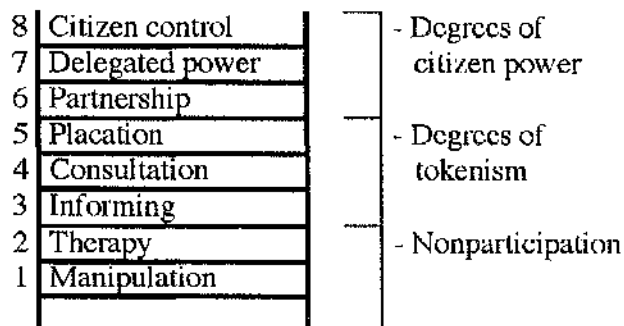 8 Citizen control
7 Delegated power
6 Partnership
5 Placation
4 Consultation
3 Informing
2 Therapy
1 Manipulation
- Degrees of
citizen power
- Degrees of
tokenism
- Nonparticipation